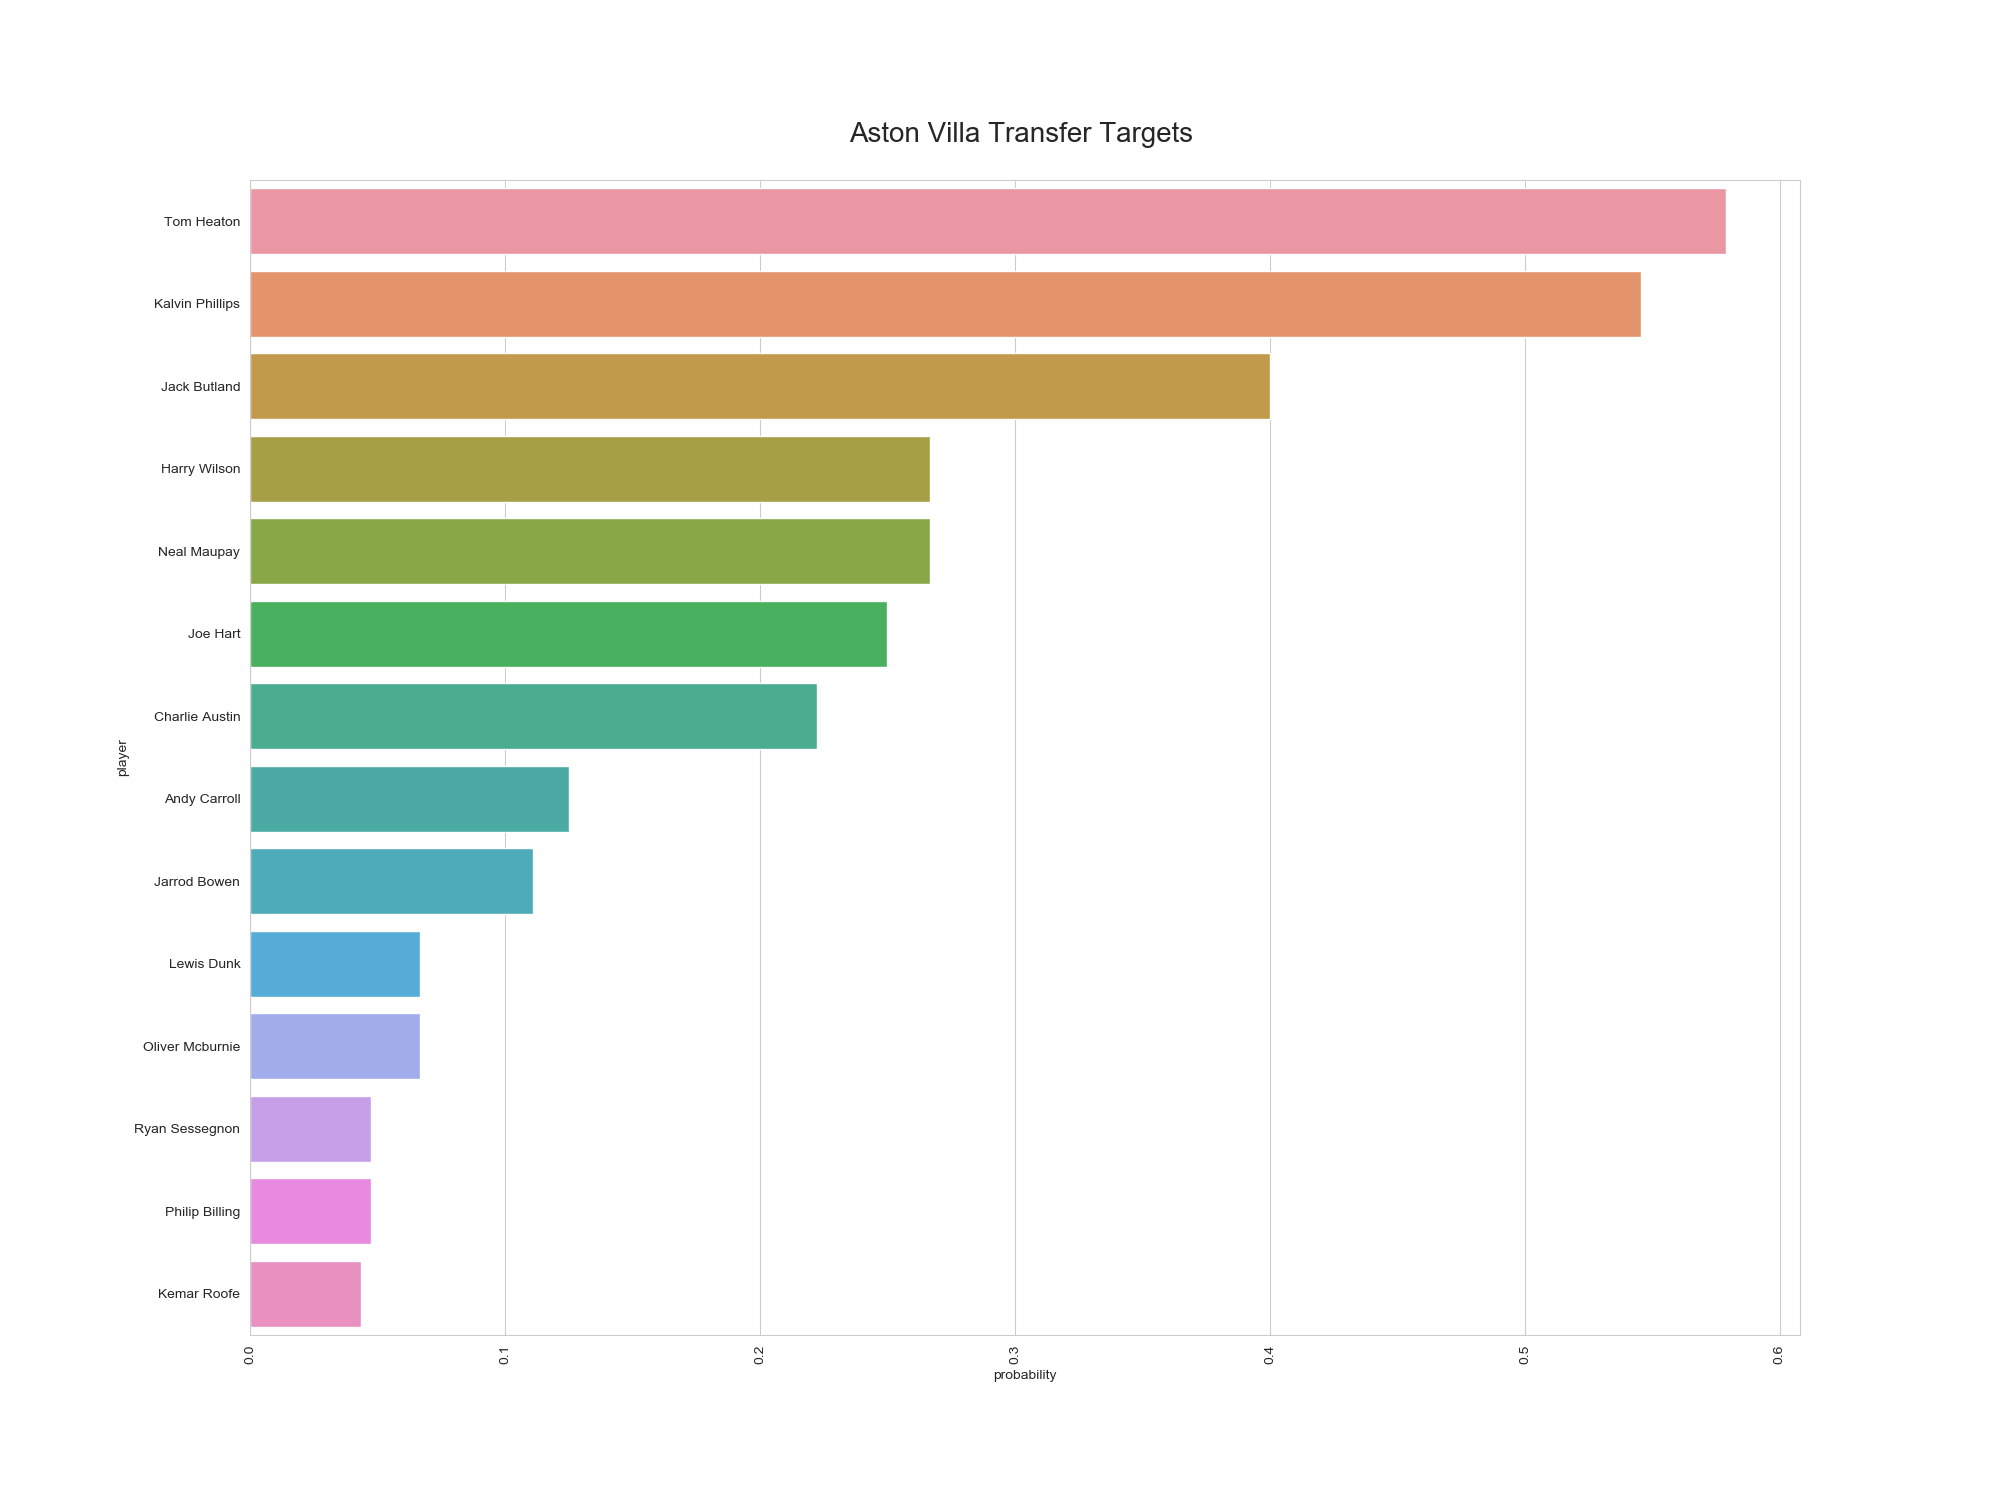 Aston Villa Transfer Targets
Tom Heaton
Kalvin Phillips
Jack Butland
Harry Wilson
Neal Maupay
Joe Hart
Charlie Austin
Andy Carroll
Jarrod Bowen
Lewis Dunk
Oliver Mcburnie
Ryan Sessegnon
Philip Billing
Kemar Roofe
player
0.0 0.1 0.2 0.3 0.4 0.5 0.6
probability